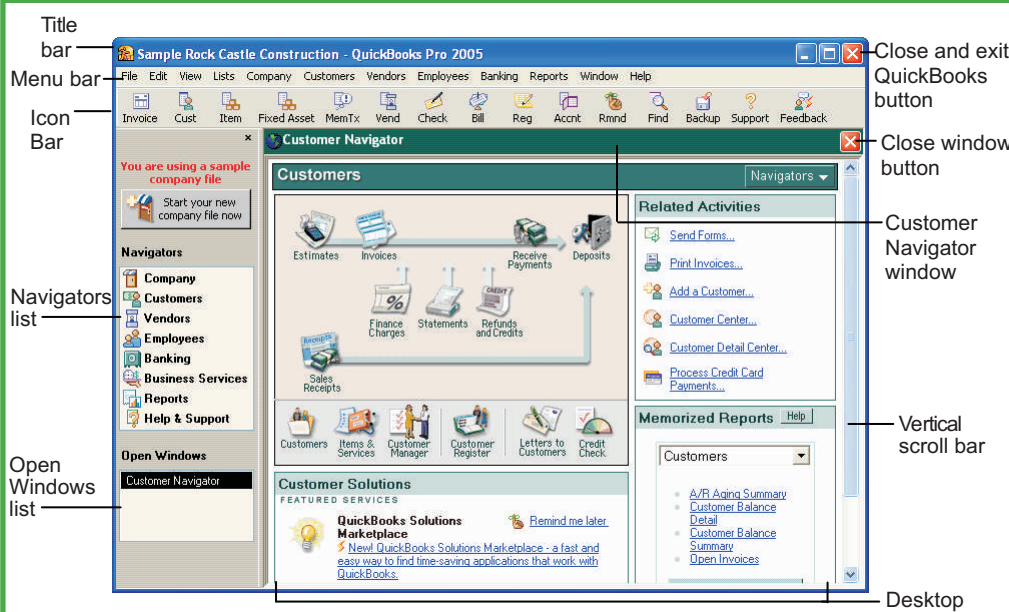 Title
bar
Menu bar
Icon
Bar
Navigators
list
Open
Windows
list
Sample Rock Castle Construction - QuickBooks Pro 2005
File Edit View Lists Company Customers Vendors Employees Banking Reports Window Help
Invoice Cust Item Fixed Asset MemTx Vend Check Bill Reg Accnt Rmnd Find Backup Support Feedback
You are using a sample
company file
Start your new
company file now
Navigators
Company
Customers
Vendors
Employees
Banking
Business Services
Reports
Help & Support
Open Windows
Customer Navigator
Customer Navigator
Customers
Navigators
Estimates
Invoices
Receive
Payments
Deposits
%
CREDIT
Finance
Charges
Statements
Refunds
and Credits
Receipts
Sales
Receipts
Customers
Items &
Services
Customer
Manager
Customer
Register
Letters to
Customers
Credit
Check
Customer Solutions
FEATURED SERVICES
QuickBooks Solutions
Marketplace
Remind me later
New! QuickBooks Solutions Marketplace - a fast and
easy way to find time-saving applications that work with
QuickBooks.
Related Activities
Send Forms...
Print Invoices...
Add a Customer...
Customer Center...
Customer Detail Center...
Process Credit Card
Payments...
Memorized Reports Help
Customers
A/R Aging Summary
Customer Balance
Detail
Customer Balance
Summary
Open Invoices
Close and exit
QuickBooks
button
Close window
button
Customer
Navigator
window
Vertical
scroll bar
Desktop